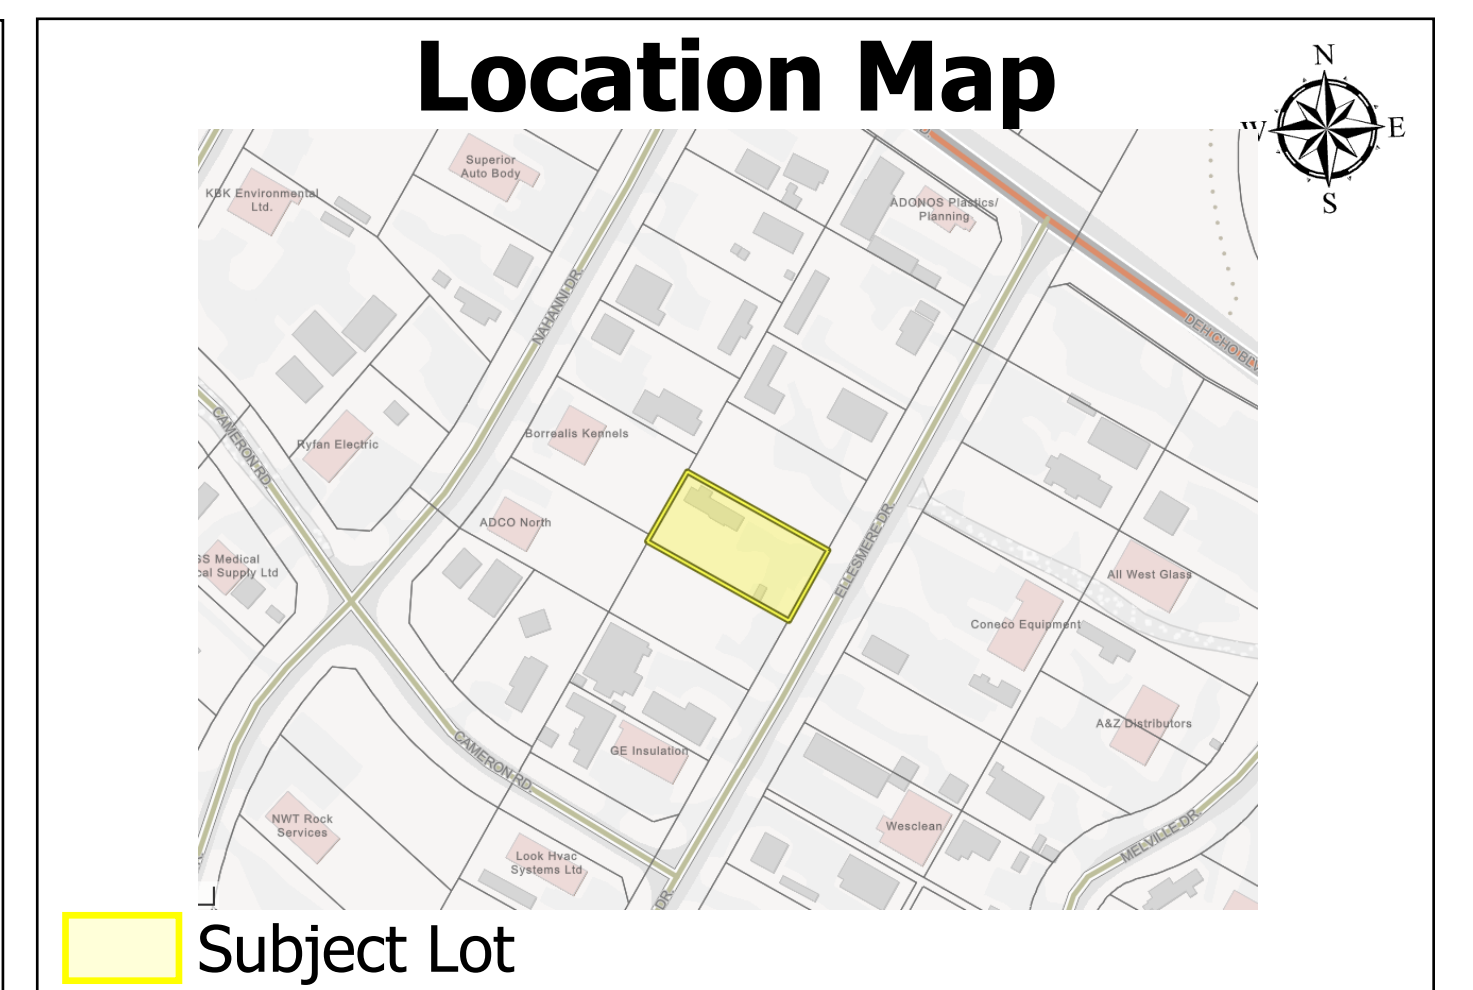 Location Map
N
W
E
S
Superior
Auto Body
KBK Environmental
Ltd.
ADONOS Plastics/
Planning
NAHANNI DR.
DEH CHO BLV
CAMERON RD.
Ryfan Electric
Borrealis Kennels
ADCO North
ELLESMERE DR.
GS Medical
cal Supply Ltd
All West Glass
Coneco Equipment
A&Z Distributors
CAMERON RD.
GE Insulation
NWT Rock
Services
Wesclean
MELVILLE DR.
Look Hvac
Systems Ltd
DR.
Subject Lot